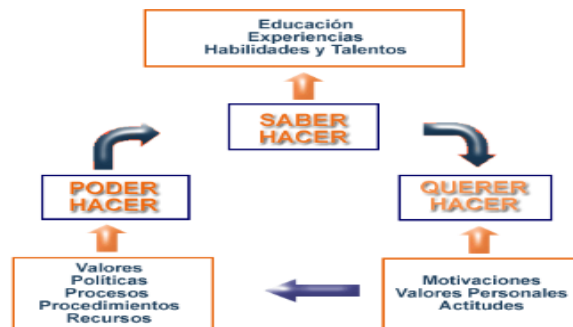 Educación
Experiencias
Habilidades y Talentos
SABER
HACER
PODER
HACER
QUERER
HACER
Valores
Políticas
Procesos
Procedimientos
Recursos
Motivaciones
Valores Personales
Actitudes